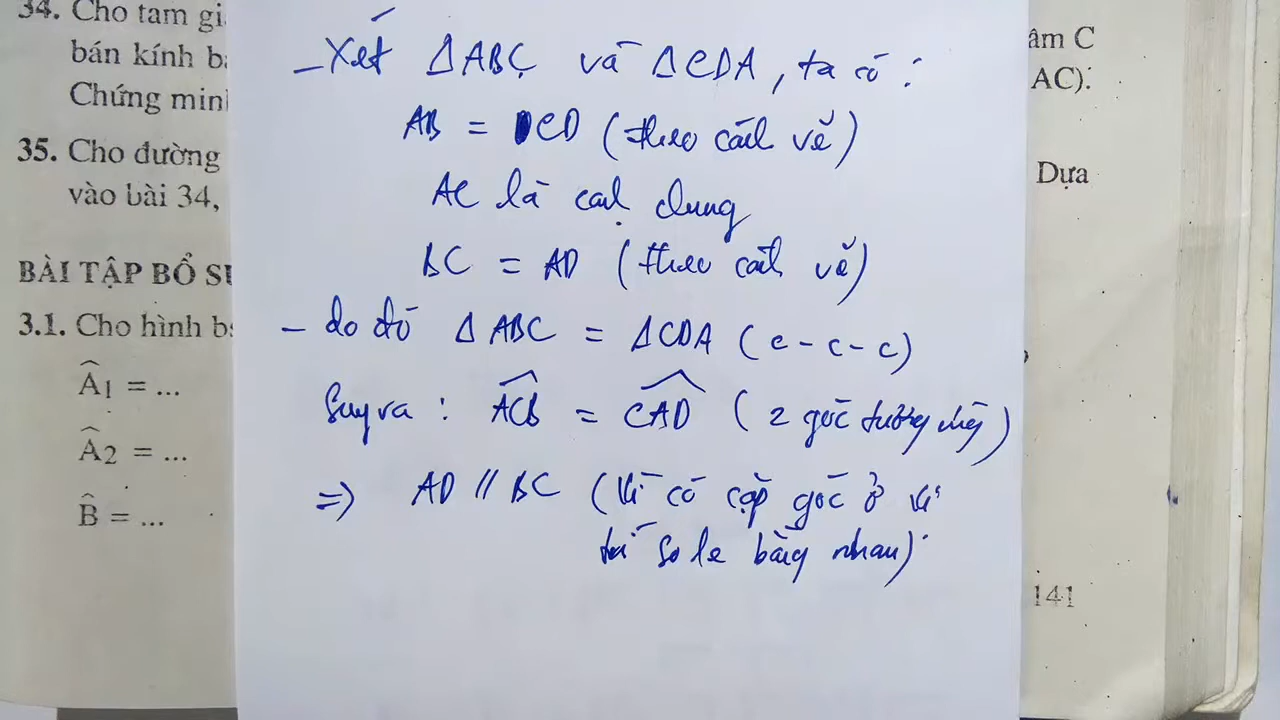 34. Cho tam gi
bán kính b
Chứng minh
âm C
AC).
35. Cho đường
vào bài 34,
Dựa
BÀI TẬP BỔ SU
3.1. Cho hình b
Â1 = ...
Â2 = ...
B̂ = ...
141
– Xét ΔABC và ΔCDA, ta có :
AB = CD (theo cách vẽ)
AC là cạnh chung
BC = AD (theo cách vẽ)
– do đó ΔABC = ΔCDA (c - c - c)
Suy ra : ACB = CAD (2 góc tương ứng)
=> AD // BC (Vì có cặp góc ở vị
trí so le bằng nhau).